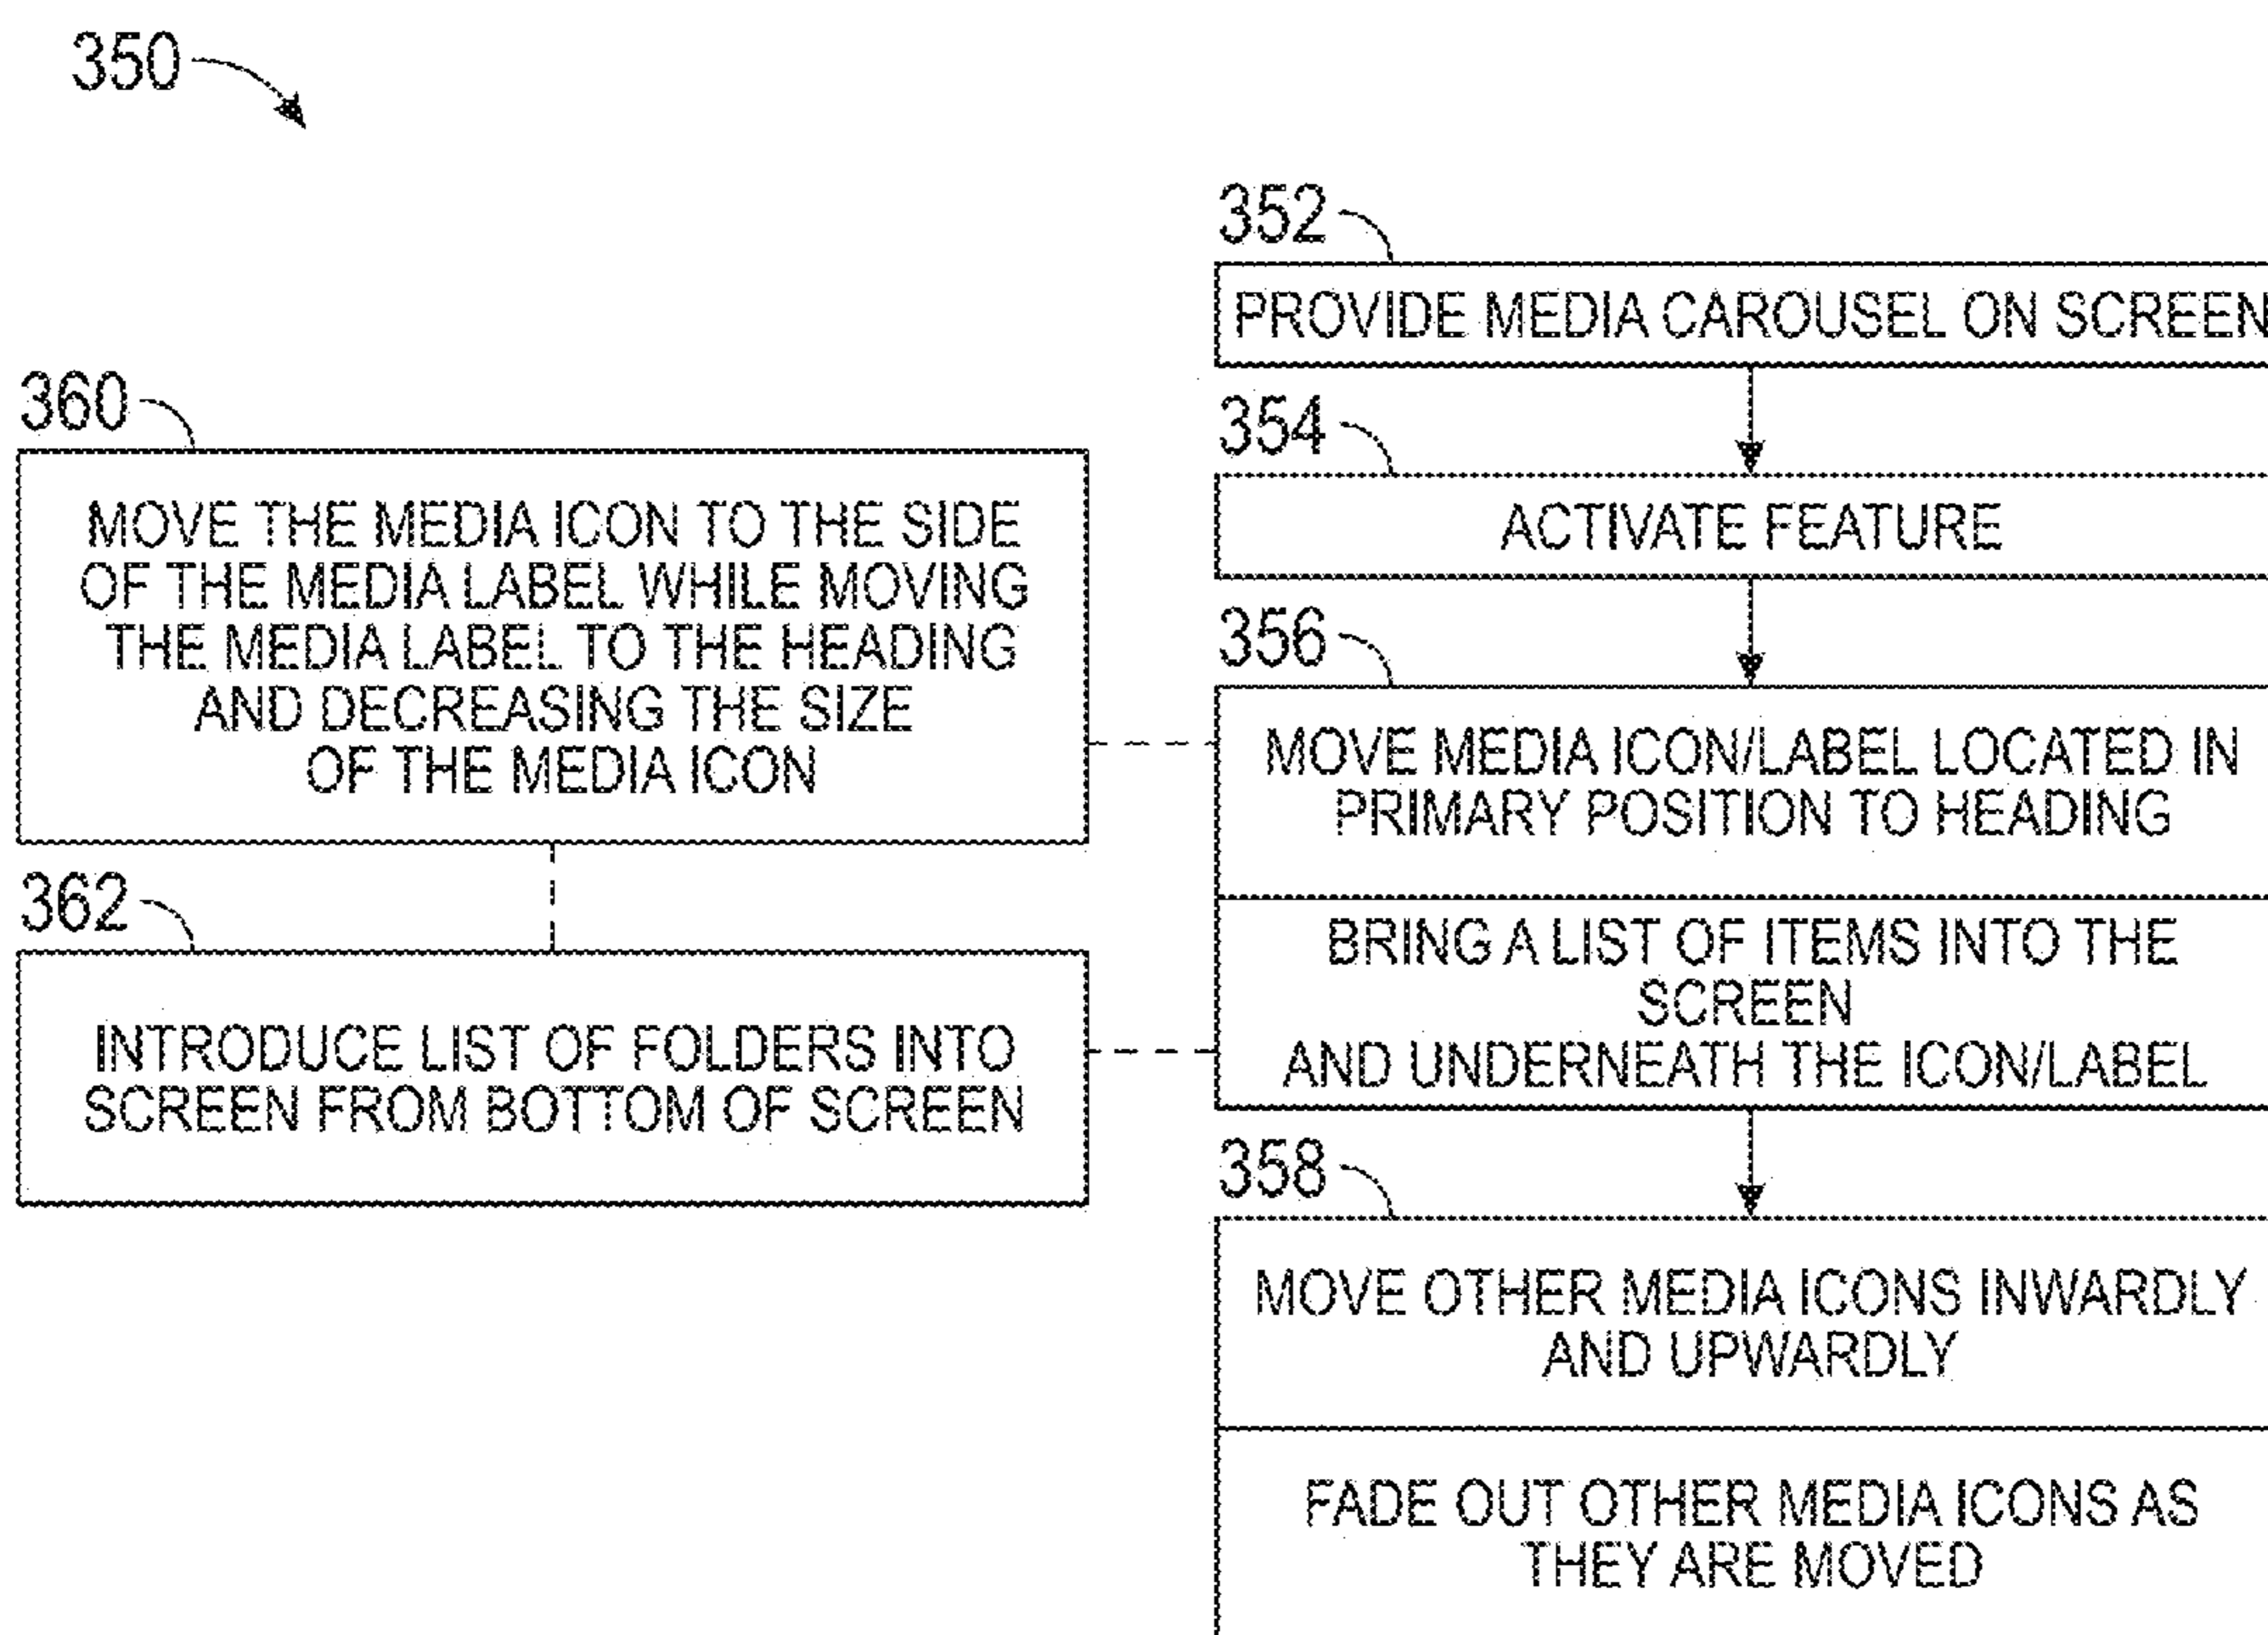 350
352
PROVIDE MEDIA CAROUSEL ON SCREEN
360
354
MOVE THE MEDIA ICON TO THE SIDE
OF THE MEDIA LABEL WHILE MOVING
THE MEDIA LABEL TO THE HEADING
AND DECREASING THE SIZE
OF THE MEDIA ICON
ACTIVATE FEATURE
356
MOVE MEDIA ICON/LABEL LOCATED IN
PRIMARY POSITION TO HEADING
362
BRING A LIST OF ITEMS INTO THE
SCREEN
AND UNDERNEATH THE ICON/LABEL
INTRODUCE LIST OF FOLDERS INTO
SCREEN FROM BOTTOM OF SCREEN
358
MOVE OTHER MEDIA ICONS INWARDLY
AND UPWARDLY
FADE OUT OTHER MEDIA ICONS AS
THEY ARE MOVED